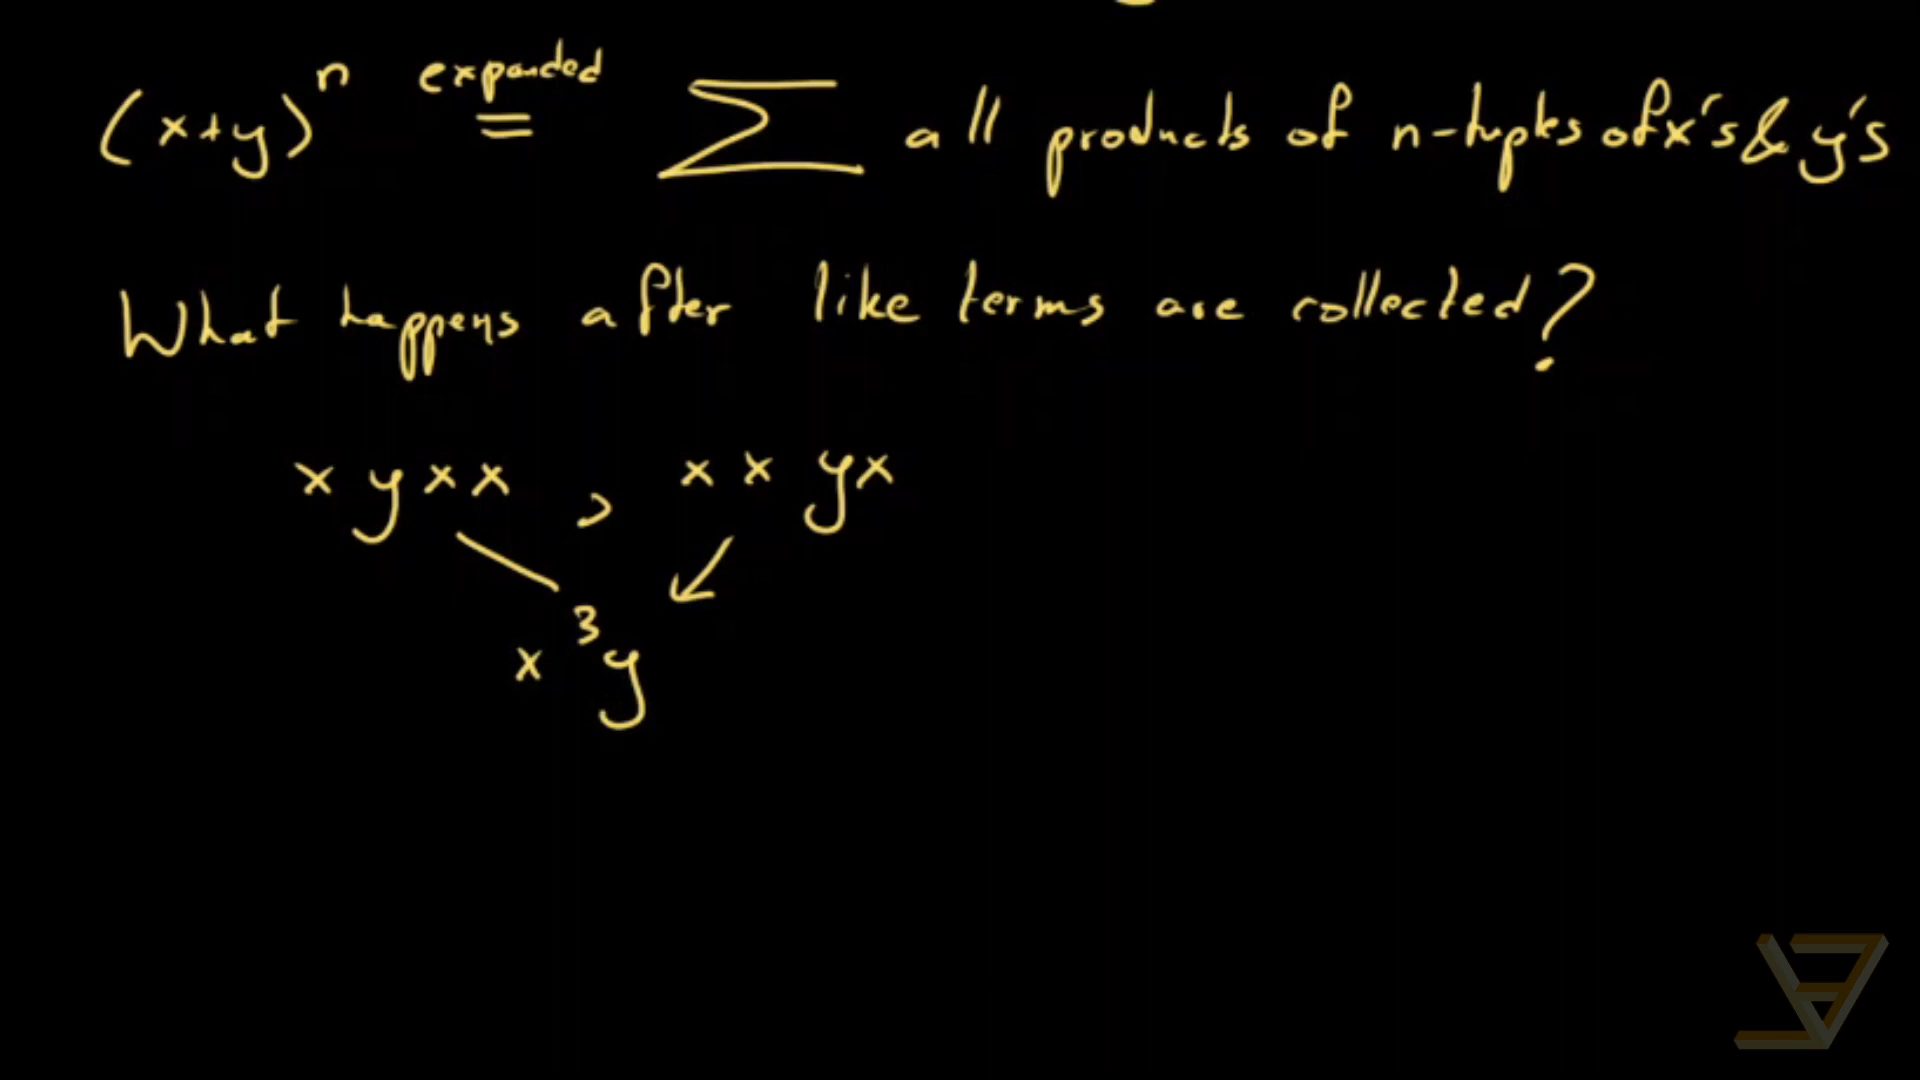 (x+y)^n expanded = ∑ all products of n-tuples of x's & y's
What happens after like terms are collected?
xyxx , xxyx
x^3y